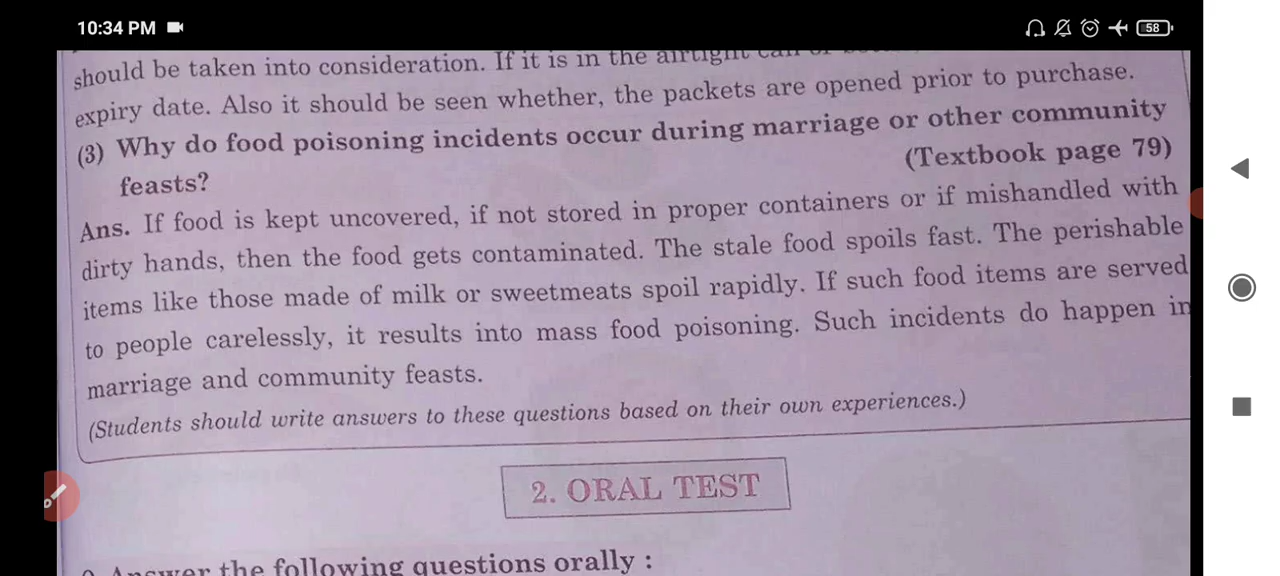 10:34 PM
58
should be taken into consideration. If it is in the airtight can or
expiry date. Also it should be seen whether, the packets are opened prior to purchase.
(3) Why do food poisoning incidents occur during marriage or other community
feasts?
(Textbook page 79)
Ans. If food is kept uncovered, if not stored in proper containers or if mishandled with
dirty hands, then the food gets contaminated. The stale food spoils fast. The perishable
items like those made of milk or sweetmeats spoil rapidly. If such food items are served
to people carelessly, it results into mass food poisoning. Such incidents do happen in
marriage and community feasts.
(Students should write answers to these questions based on their own experiences.)
2. ORAL TEST
Answer the following questions orally :